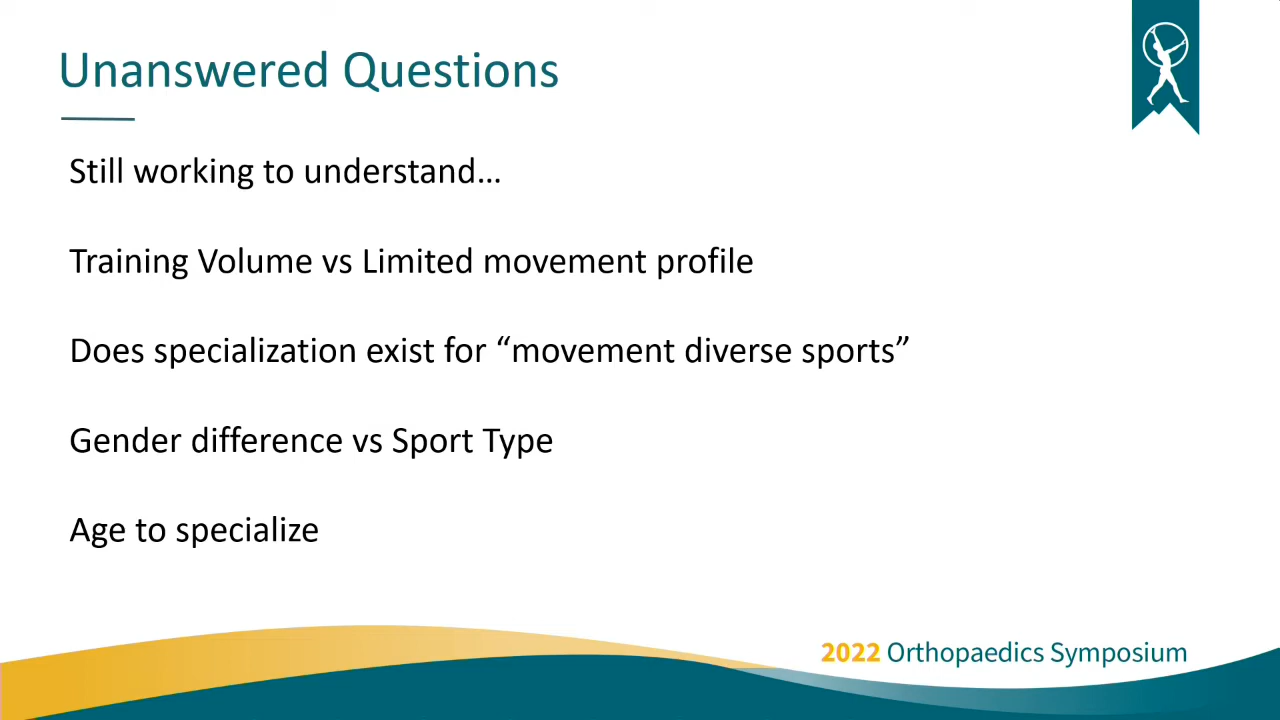 Unanswered Questions
Still working to understand…
Training Volume vs Limited movement profile
Does specialization exist for “movement diverse sports”
Gender difference vs Sport Type
Age to specialize
2022 Orthopaedics Symposium